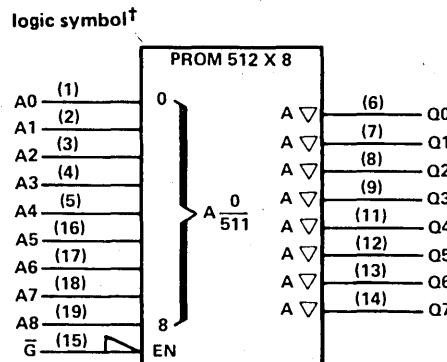 logic symbol†
PROM 512 X 8
A0 (1) 0 A ▽ (6) Q0
A1 (2) A ▽ (7) Q1
A2 (3) A ▽ (8) Q2
A3 (4) A ▽ (9) Q3
A4 (5) A 0/511 A ▽ (11) Q4
A5 (16) A ▽ (12) Q5
A6 (17) A ▽ (13) Q6
A7 (18) A ▽ (14) Q7
A8 (19) 8
G̅ (15) EN